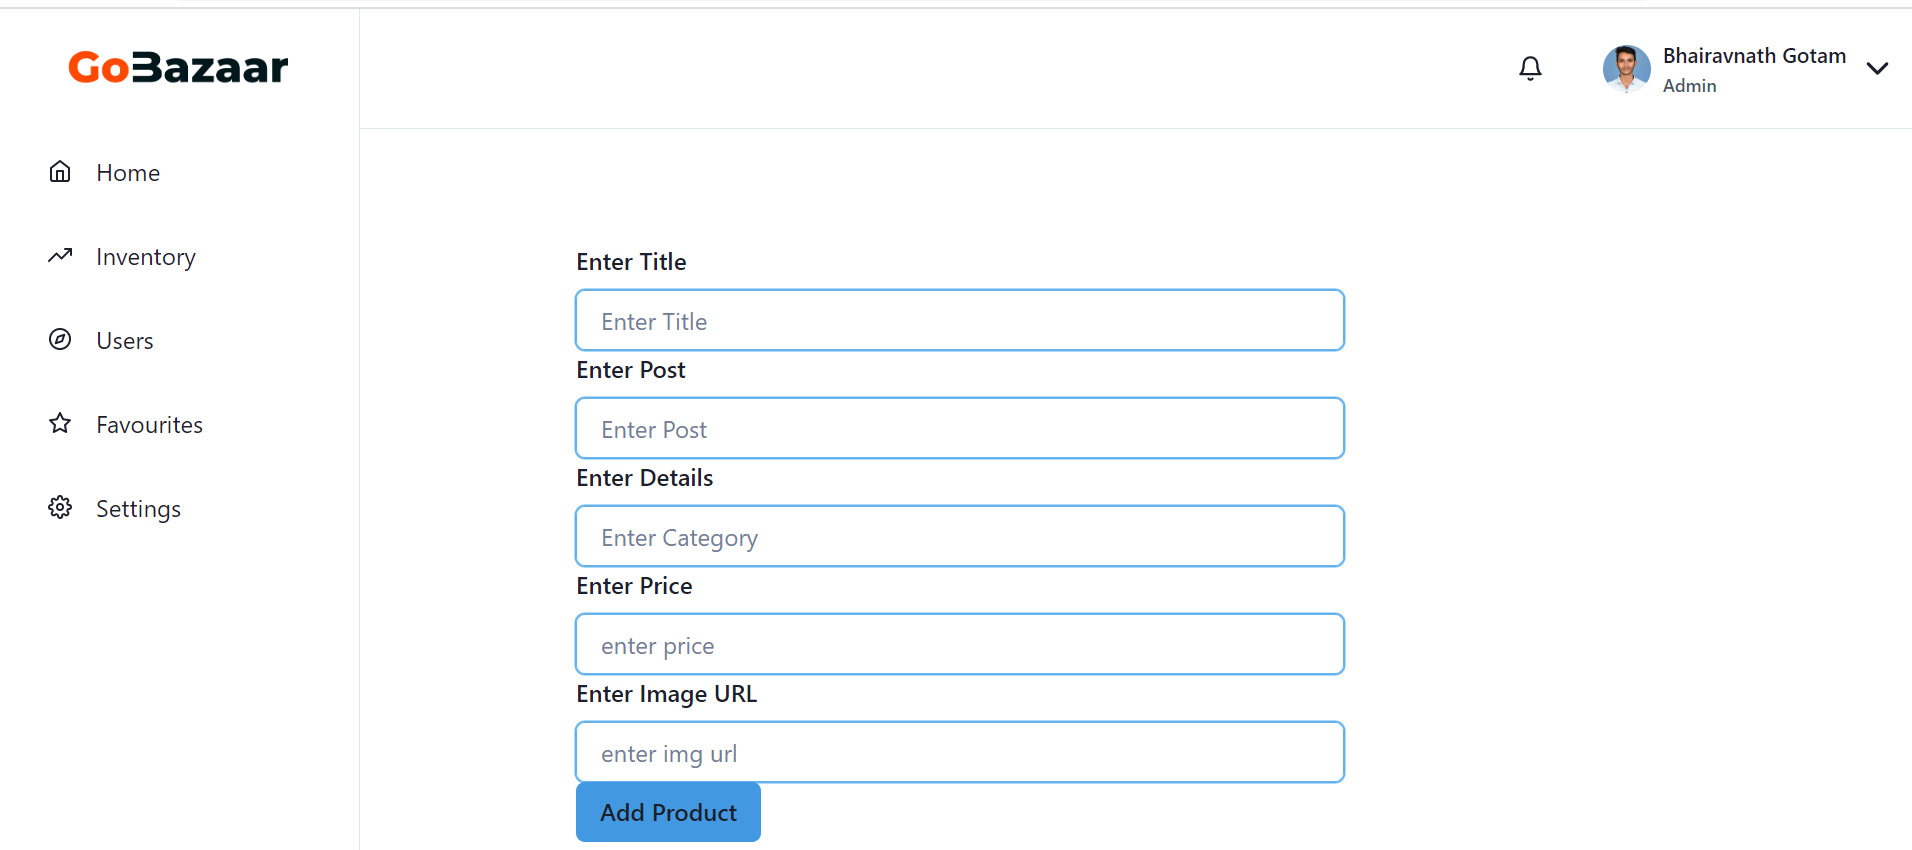 GoBazaar
Bhairavnath Gotam
Admin
Home
Inventory
Users
Favourites
Settings
Enter Title
Enter Title
Enter Post
Enter Post
Enter Details
Enter Category
Enter Price
enter price
Enter Image URL
enter img url
Add Product